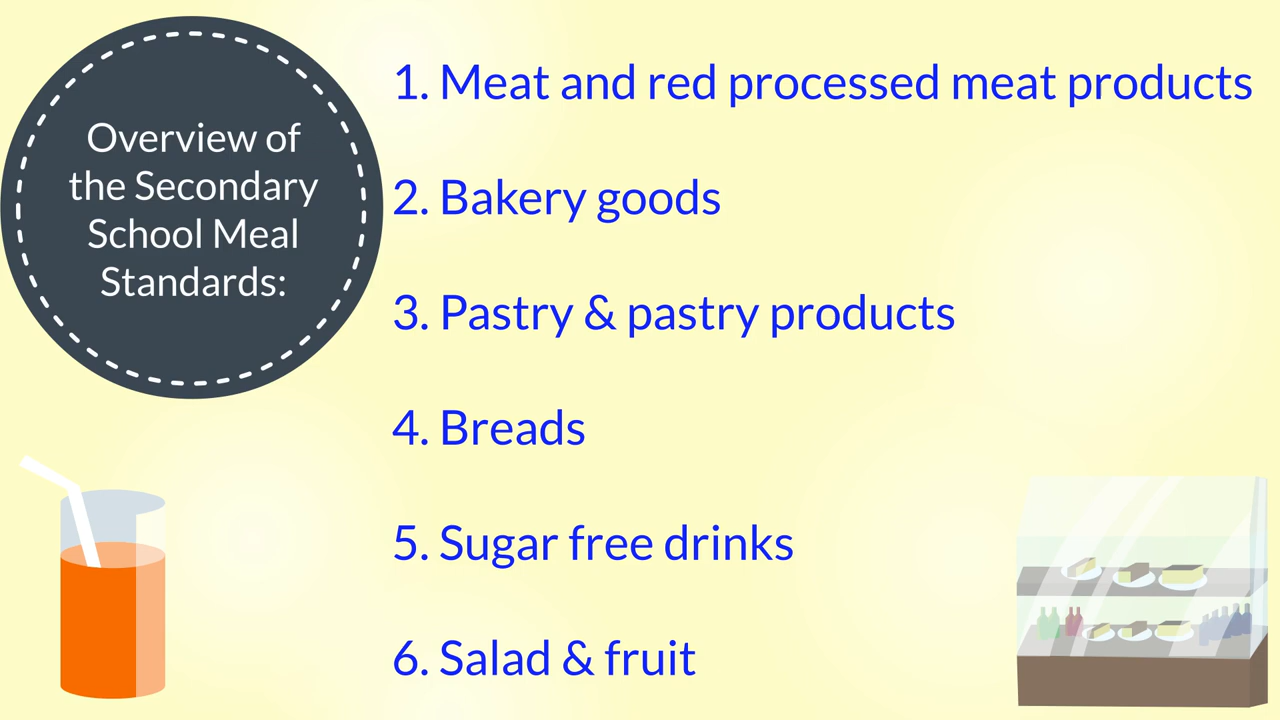 Overview of
the Secondary
School Meal
Standards:
1. Meat and red processed meat products
2. Bakery goods
3. Pastry & pastry products
4. Breads
5. Sugar free drinks
6. Salad & fruit